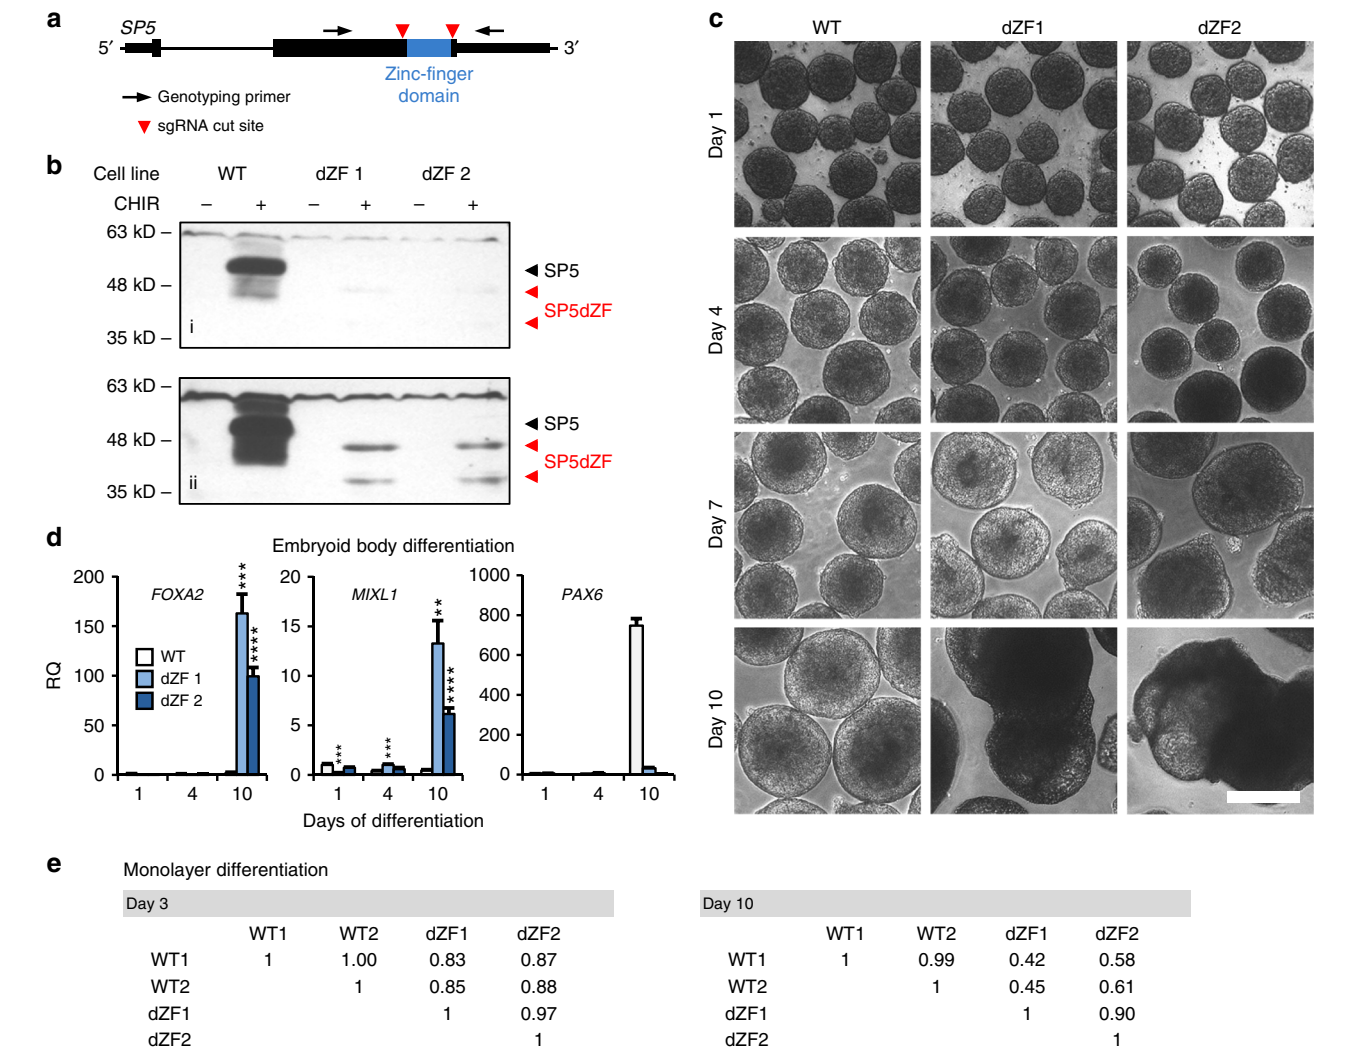 a
SP5
5′ 3′
Zinc-finger
domain
Genotyping primer
sgRNA cut site
b
Cell line WT dZF 1 dZF 2
CHIR – + – + – +
63 kD –
48 kD –
35 kD –
i
SP5
SP5dZF
63 kD –
48 kD –
35 kD –
ii
SP5
SP5dZF
c
WT dZF1 dZF2
Day 1
Day 4
Day 7
Day 10
d
Embryoid body differentiation
RQ
FOXA2
200
150
100
50
0
WT
dZF 1
dZF 2
***
****
1 4 10
MIXL1
20
15
10
5
0
***
***
**
****
1 4 10
PAX6
1000
800
600
400
200
0
1 4 10
Days of differentiation
e
Monolayer differentiation
Day 3
WT1 WT2 dZF1 dZF2
WT1 1 1.00 0.83 0.87
WT2 1 0.85 0.88
dZF1 1 0.97
dZF2 1
Day 10
WT1 WT2 dZF1 dZF2
WT1 1 0.99 0.42 0.58
WT2 1 0.45 0.61
dZF1 1 0.90
dZF2 1